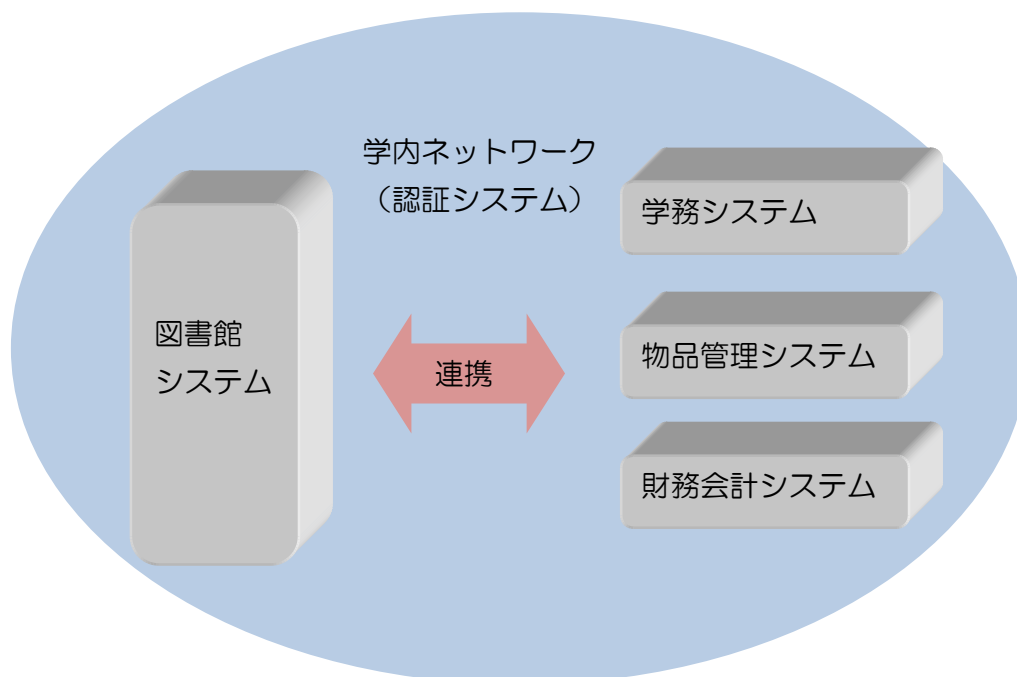 学内ネットワーク
（認証システム）
学務システム
図書館
システム
連携
物品管理システム
財務会計システム